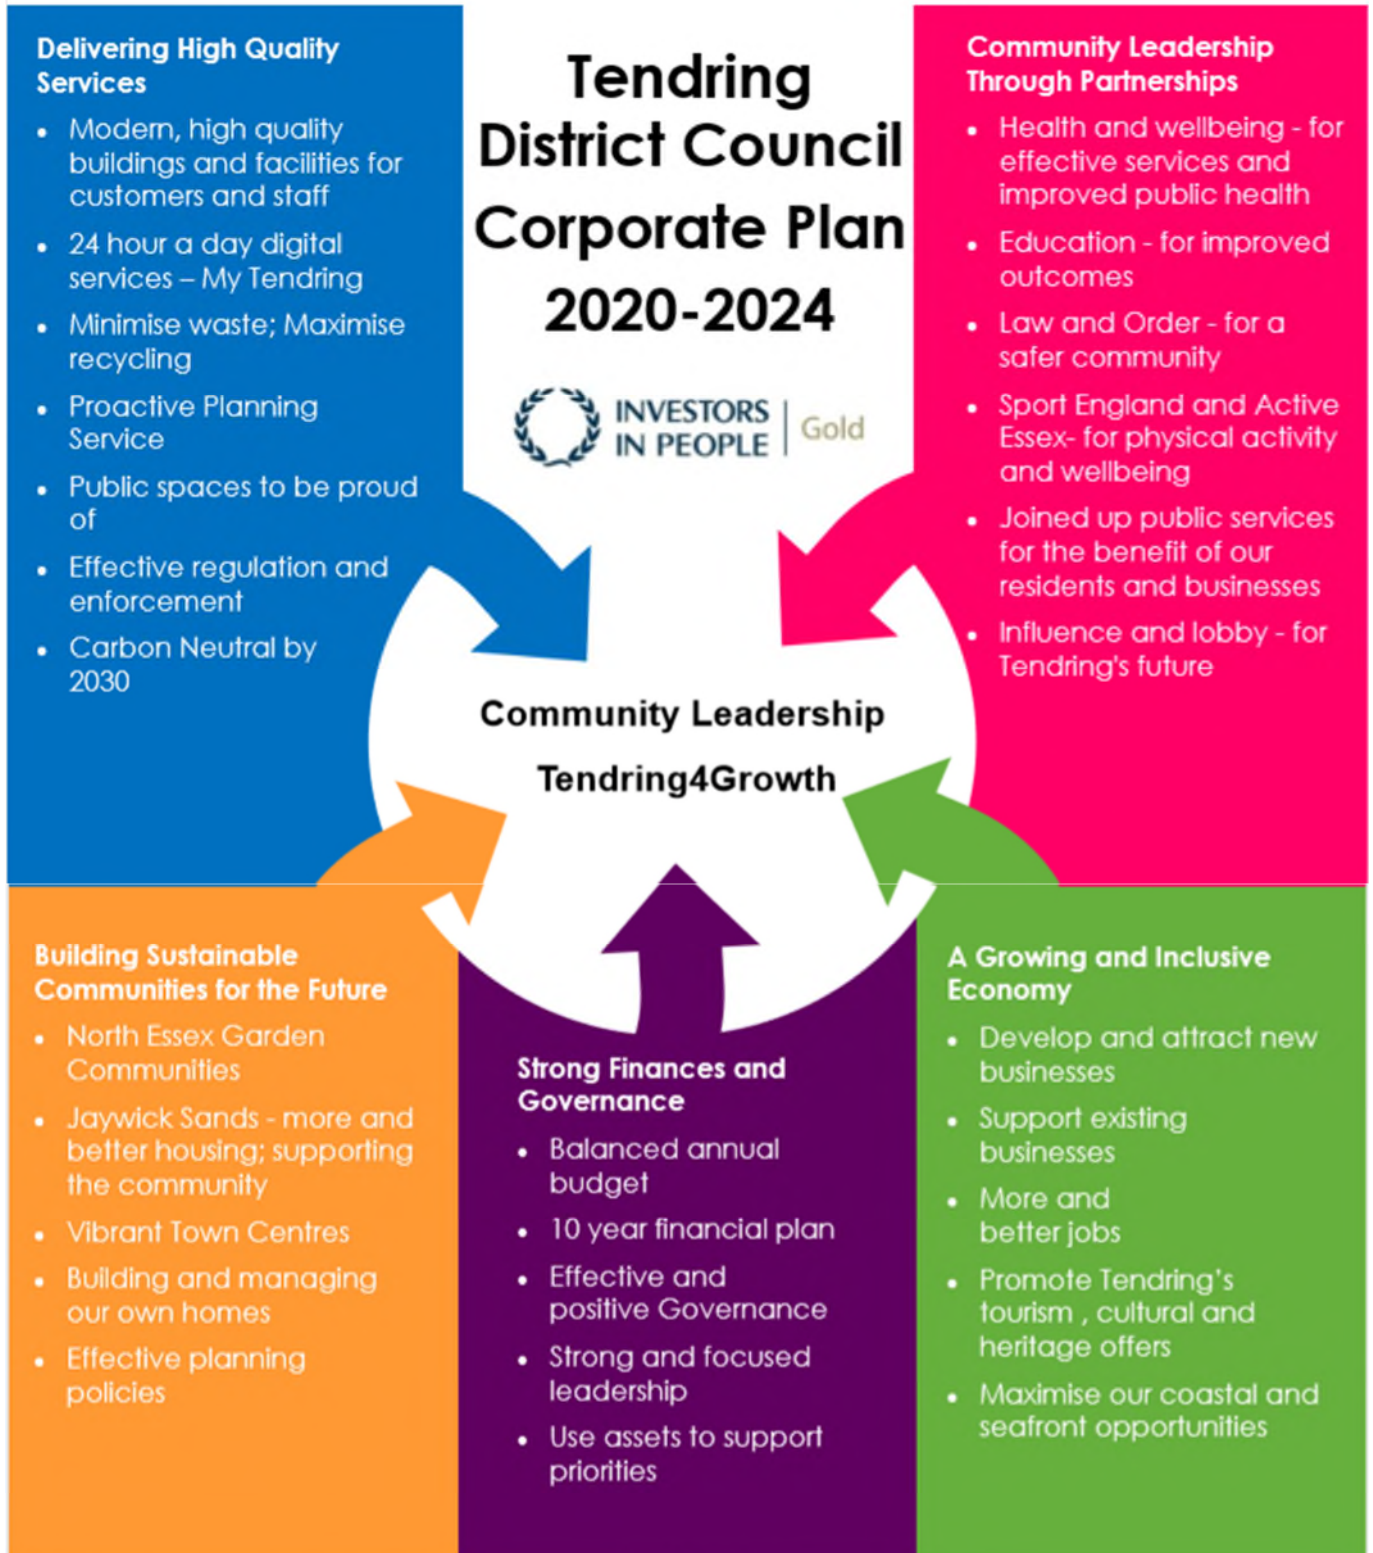 Delivering High Quality
Services
• Modern, high quality
buildings and facilities for
customers and staff
• 24 hour a day digital
services – My Tendring
• Minimise waste; Maximise
recycling
• Proactive Planning
Service
• Public spaces to be proud
of
• Effective regulation and
enforcement
• Carbon Neutral by
2030
Tendring
District Council
Corporate Plan
2020-2024
INVESTORS
IN PEOPLE
Gold
Community Leadership
Through Partnerships
• Health and wellbeing - for
effective services and
improved public health
• Education - for improved
outcomes
• Law and Order - for a
safer community
• Sport England and Active
Essex- for physical activity
and wellbeing
• Joined up public services
for the benefit of our
residents and businesses
• Influence and lobby - for
Tendring's future
Community Leadership
Tendring4Growth
Building Sustainable
Communities for the Future
• North Essex Garden
Communities
• Jaywick Sands - more and
better housing; supporting
the community
• Vibrant Town Centres
• Building and managing
our own homes
• Effective planning
policies
Strong Finances and
Governance
• Balanced annual
budget
• 10 year financial plan
• Effective and
positive Governance
• Strong and focused
leadership
• Use assets to support
priorities
A Growing and Inclusive
Economy
• Develop and attract new
businesses
• Support existing
businesses
• More and
better jobs
• Promote Tendring’s
tourism , cultural and
heritage offers
• Maximise our coastal and
seafront opportunities